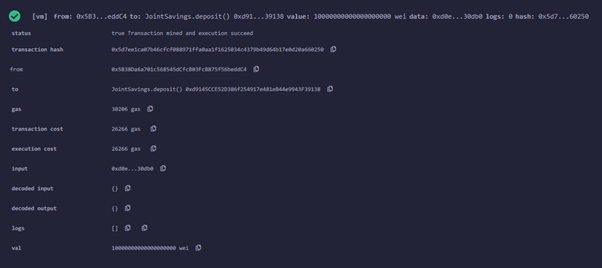 [vm] from: 0x5B3...eddC4 to: JointSavings.deposit() 0xd91...39138 value: 10000000000000000000 wei data: 0xd0e...30db0 logs: 0 hash: 0x5d7...60250
status true Transaction mined and execution succeed
transaction hash
from 0x5B38Da6a701c568545dCfcB03FcB875f56beddC4
to JointSavings.deposit() 0xd9145CCE52D386f254917e481eB44e9943F39138
gas 30206 gas
transaction cost 26266 gas
execution cost 26266 gas
input 0xd0e...30db0
decoded input {}
decoded output {}
logs []
val 10000000000000000000 wei